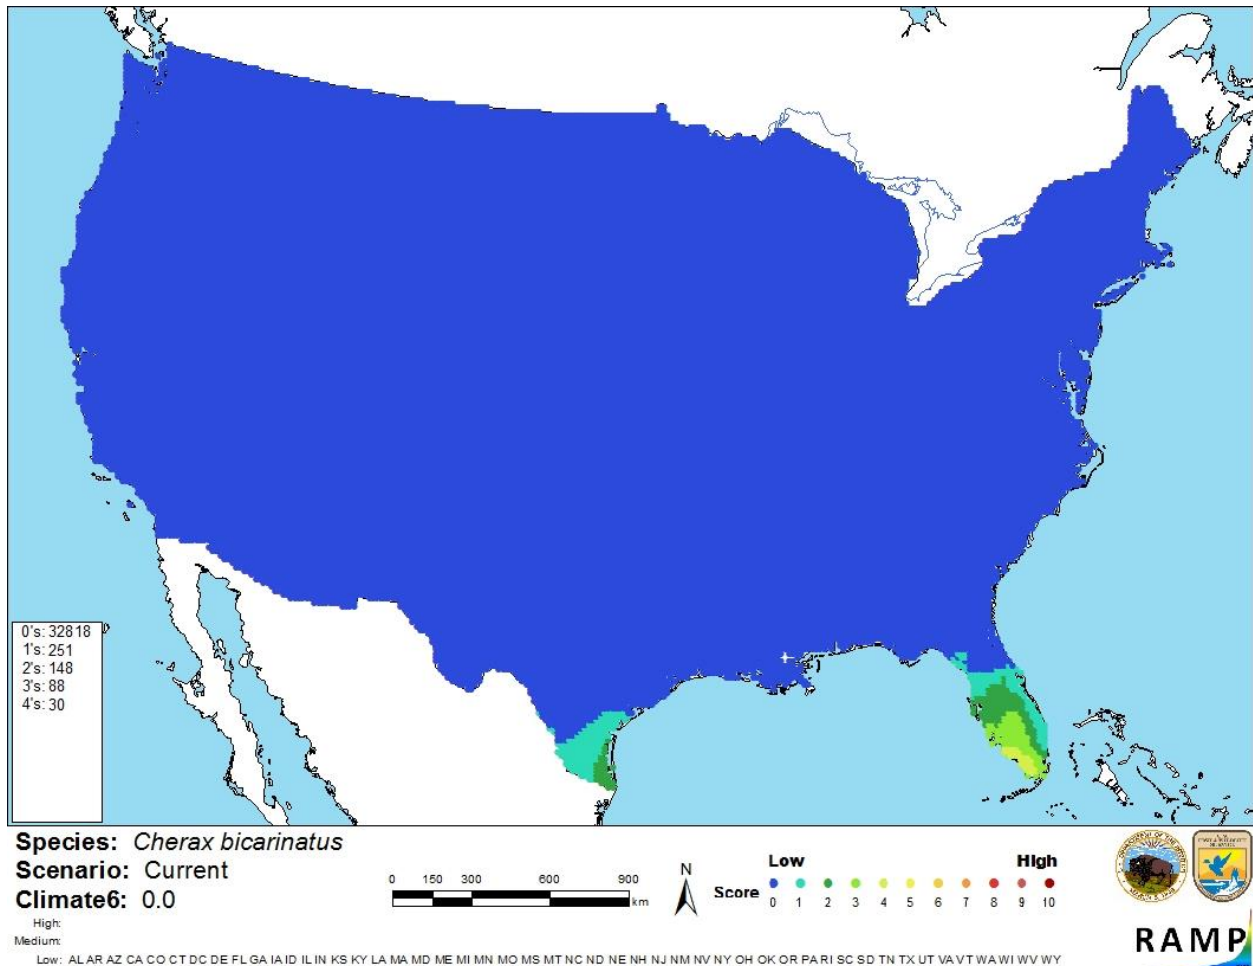 0's: 32818
1's: 251
2's: 148
3's: 88
4's: 30
Species: Cherax bicarinatus
Scenario: Current
Climate6: 0.0
High:
Medium:
Low: AL AR AZ CA CO CT DC DE FL GA IA ID IL IN KS KY LA MA MD ME MI MN MO MS MT NC ND NE NH NJ NM NV NY OH OK OR PA RI SC SD TN TX UT VA VT WA WI WV WY
0 150 300 600 900
km
N
Low High
Score
0 1 2 3 4 5 6 7 8 9 10
RAMP